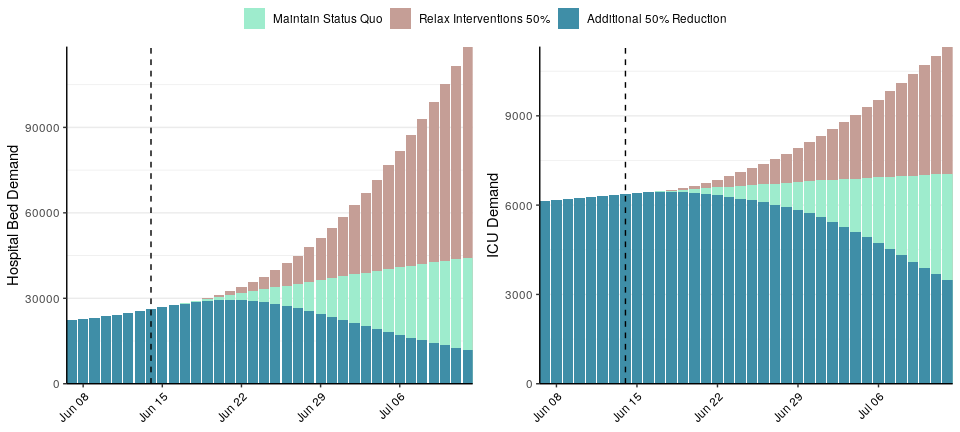 Maintain Status Quo Relax Interventions 50% Additional 50% Reduction
Hospital Bed Demand
90000
60000
30000
0
Jun 08 Jun 15 Jun 22 Jun 29 Jul 06
ICU Demand
9000
6000
3000
0
Jun 08 Jun 15 Jun 22 Jun 29 Jul 06